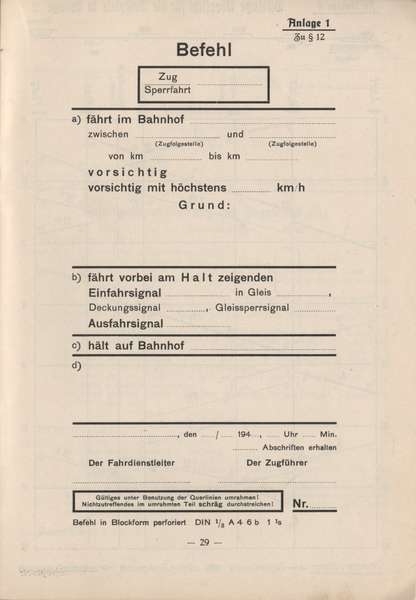 Anlage 1
Zu § 12
Befehl
Zug
Sperrfahrt
a) fährt im Bahnhof
zwischen und
(Zugfolgestelle) (Zugfolgestelle)
von km bis km
vorsichtig
vorsichtig mit höchstens km/h
Grund:
b) fährt vorbei am Halt zeigenden
Einfahrsignal in Gleis ,
Deckungssignal , Gleissperrsignal
Ausfahrsignal
c) hält auf Bahnhof
d)
, den / 194 , Uhr Min.
Abschriften erhalten
Der Fahrdienstleiter Der Zugführer
Gültiges unter Benutzung der Querlinien umrahmen!
Nichtzutreffendes im umrahmten Teil schräg durchstreichen!
Nr.
Befehl in Blockform perforiert DIN 1/2 A 4 6 b 1 1s
— 29 —